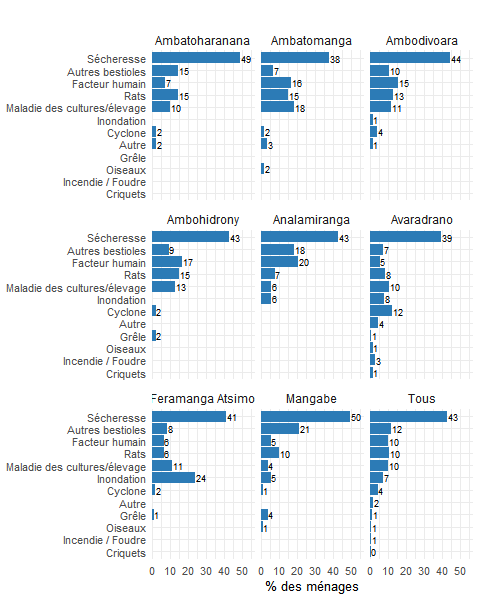 Ambatoharanana Ambatomanga Ambodivoara
Sécheresse 49 38 44
Autres bestioles 15 7 10
Facteur humain 7 16 15
Rats 15 15 13
Maladie des cultures/élevage 10 18 11
Inondation 1
Cyclone 2 2 4
Autre 2 3 1
Grêle
Oiseaux 2
Incendie / Foudre
Criquets
Ambohidrony Analamiranga Avaradrano
Sécheresse 43 43 39
Autres bestioles 9 18 7
Facteur humain 17 20 5
Rats 15 7 8
Maladie des cultures/élevage 13 6 10
Inondation 6 8
Cyclone 2 12
Autre 4
Grêle 2 1
Oiseaux 1
Incendie / Foudre 3
Criquets 1
Feramanga Atsimo Mangabe Tous
Sécheresse 41 50 43
Autres bestioles 8 21 12
Facteur humain 6 5 10
Rats 6 10 10
Maladie des cultures/élevage 11 4 10
Inondation 24 5 7
Cyclone 2 1 4
Autre 2
Grêle 1 4 1
Oiseaux 1 1
Incendie / Foudre 1
Criquets 0
0 10 20 30 40 50 0 10 20 30 40 50 0 10 20 30 40 50
% des ménages